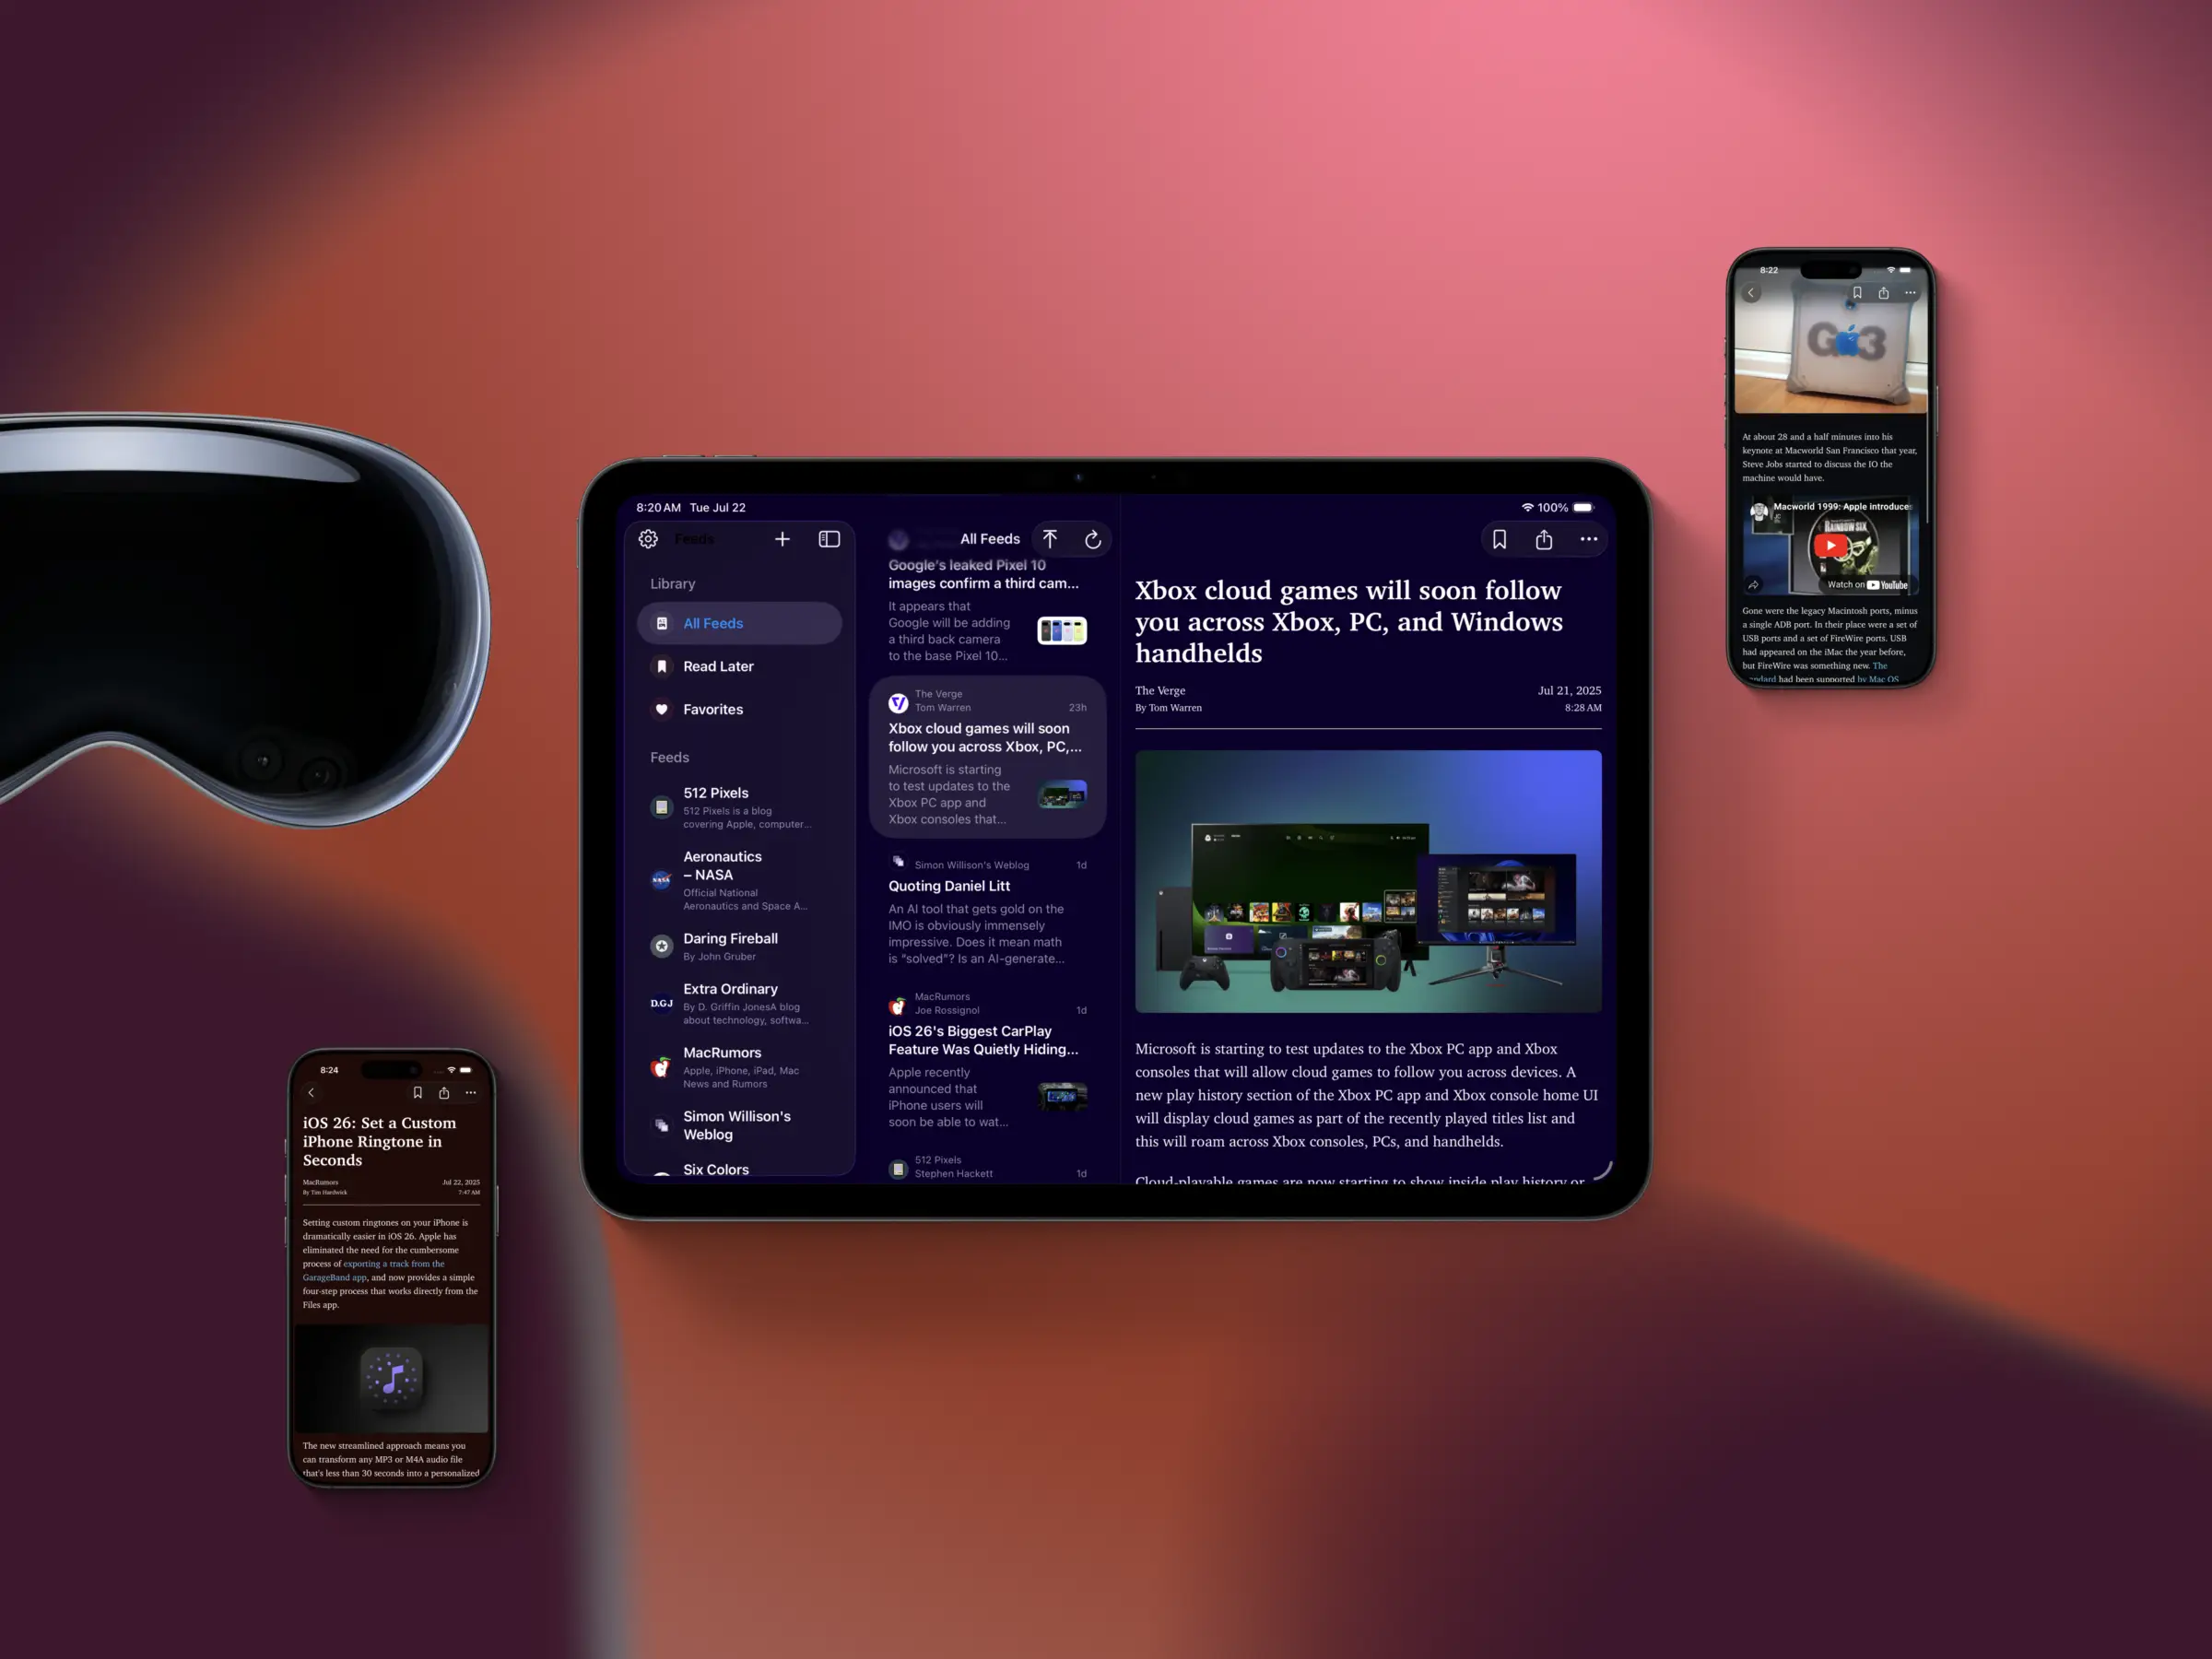 8:20 AM Tue Jul 22
100%
Feeds
Library
All Feeds
Read Later
Favorites
Feeds
512 Pixels
512 Pixels is a blog
covering Apple, computer...
Aeronautics
– NASA
Official National
Aeronautics and Space A...
Daring Fireball
By John Gruber
D.GJ
Extra Ordinary
By D. Griffin JonesA blog
about technology, softwa...
MacRumors
Apple, iPhone, iPad, Mac
News and Rumors
Simon Willison's
Weblog
Six Colors
All Feeds
Google's leaked Pixel 10
images confirm a third cam...
It appears that
Google will be adding
a third back camera
to the base Pixel 10...
The Verge
Tom Warren
23h
Xbox cloud games will soon
follow you across Xbox, PC,...
Microsoft is starting
to test updates to the
Xbox PC app and
Xbox consoles that...
Simon Willison's Weblog
1d
Quoting Daniel Litt
An AI tool that gets gold on the
IMO is obviously immensely
impressive. Does it mean math
is "solved"? Is an AI-generate...
MacRumors
Joe Rossignol
1d
iOS 26's Biggest CarPlay
Feature Was Quietly Hiding...
Apple recently
announced that
iPhone users will
soon be able to wat...
512 Pixels
Stephen Hackett
1d
Xbox cloud games will soon follow
you across Xbox, PC, and Windows
handhelds
The Verge
Jul 21, 2025
By Tom Warren
8:28 AM
Microsoft is starting to test updates to the Xbox PC app and Xbox
consoles that will allow cloud games to follow you across devices. A
new play history section of the Xbox PC app and Xbox console home UI
will display cloud games as part of the recently played titles list and
this will roam across Xbox consoles, PCs, and handhelds.
Cloud-playable games are now starting to show inside play history or
8:22
G3
At about 28 and a half minutes into his
keynote at Macworld San Francisco that year,
Steve Jobs started to discuss the IO the
machine would have.
Macworld 1999: Apple introduces
RAINBOW SIX
Watch on YouTube
Gone were the legacy Macintosh ports, minus
a single ADB port. In their place were a set of
USB ports and a set of FireWire ports. USB
had appeared on the iMac the year before,
but FireWire was something new. The
had been supported by Mac OS
8:24
iOS 26: Set a Custom
iPhone Ringtone in
Seconds
MacRumors
Jul 22, 2025
By Tim Hardwick
7:47 AM
Setting custom ringtones on your iPhone is
dramatically easier in iOS 26. Apple has
eliminated the need for the cumbersome
process of exporting a track from the
GarageBand app, and now provides a simple
four-step process that works directly from the
Files app.
The new streamlined approach means you
can transform any MP3 or M4A audio file
that's less than 30 seconds into a personalized